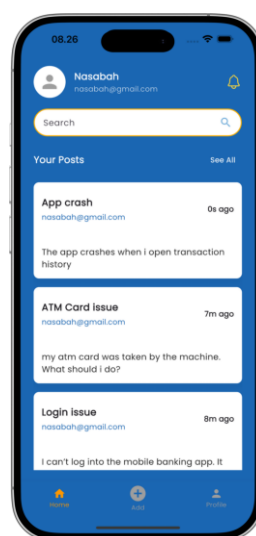 08.26
Nasabah
nasabah@gmail.com
Search
Your Posts
See All
App crash
0s ago
nasabah@gmail.com
The app crashes when i open transaction
history
ATM Card issue
7m ago
nasabah@gmail.com
my atm card was taken by the machine.
What should i do?
Login issue
8m ago
nasabah@gmail.com
I can't log into the mobile banking app. It
Home
Add
Profile